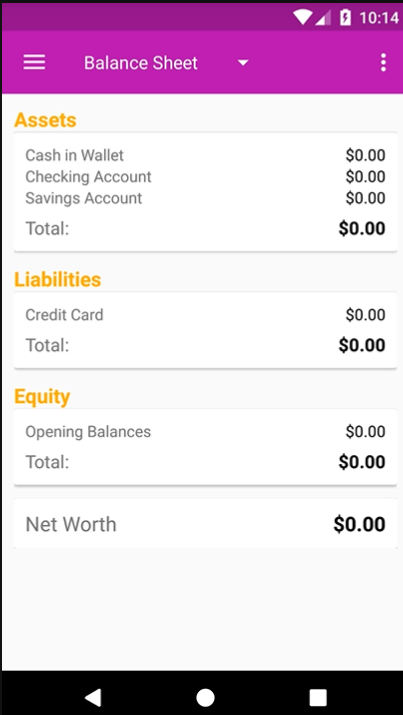 10:14
Balance Sheet
Assets
Cash in Wallet $0.00
Checking Account $0.00
Savings Account $0.00
Total: $0.00
Liabilities
Credit Card $0.00
Total: $0.00
Equity
Opening Balances $0.00
Total: $0.00
Net Worth $0.00